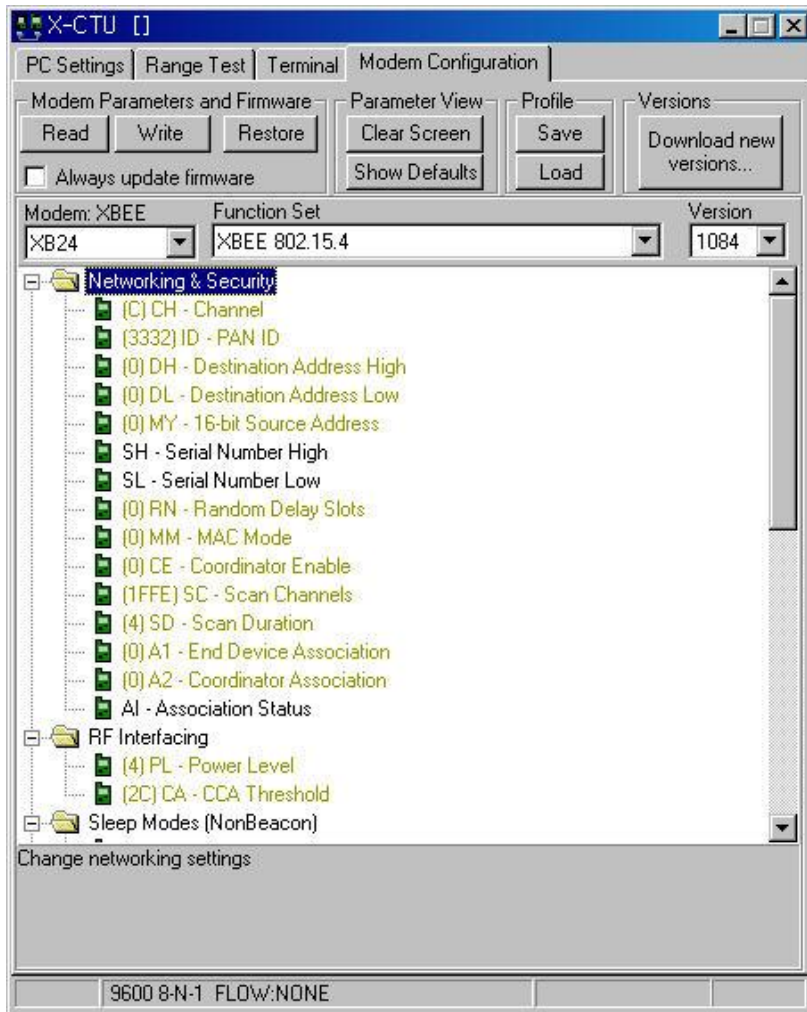 X-CTU []
PC Settings Range Test Terminal Modem Configuration
Modem Parameters and Firmware Parameter View Profile Versions
Read Write Restore Clear Screen Save Download new versions...
Always update firmware Show Defaults Load
Modem: XBEE Function Set Version
XB24 XBEE 802.15.4 1084
Networking & Security
(C) CH - Channel
(3332) ID - PAN ID
(0) DH - Destination Address High
(0) DL - Destination Address Low
(0) MY - 16-bit Source Address
SH - Serial Number High
SL - Serial Number Low
(0) RN - Random Delay Slots
(0) MM - MAC Mode
(0) CE - Coordinator Enable
(1FFE) SC - Scan Channels
(4) SD - Scan Duration
(0) A1 - End Device Association
(0) A2 - Coordinator Association
AI - Association Status
RF Interfacing
(4) PL - Power Level
(2C) CA - CCA Threshold
Sleep Modes (NonBeacon)
Change networking settings
9600 8-N-1 FLOW:NONE